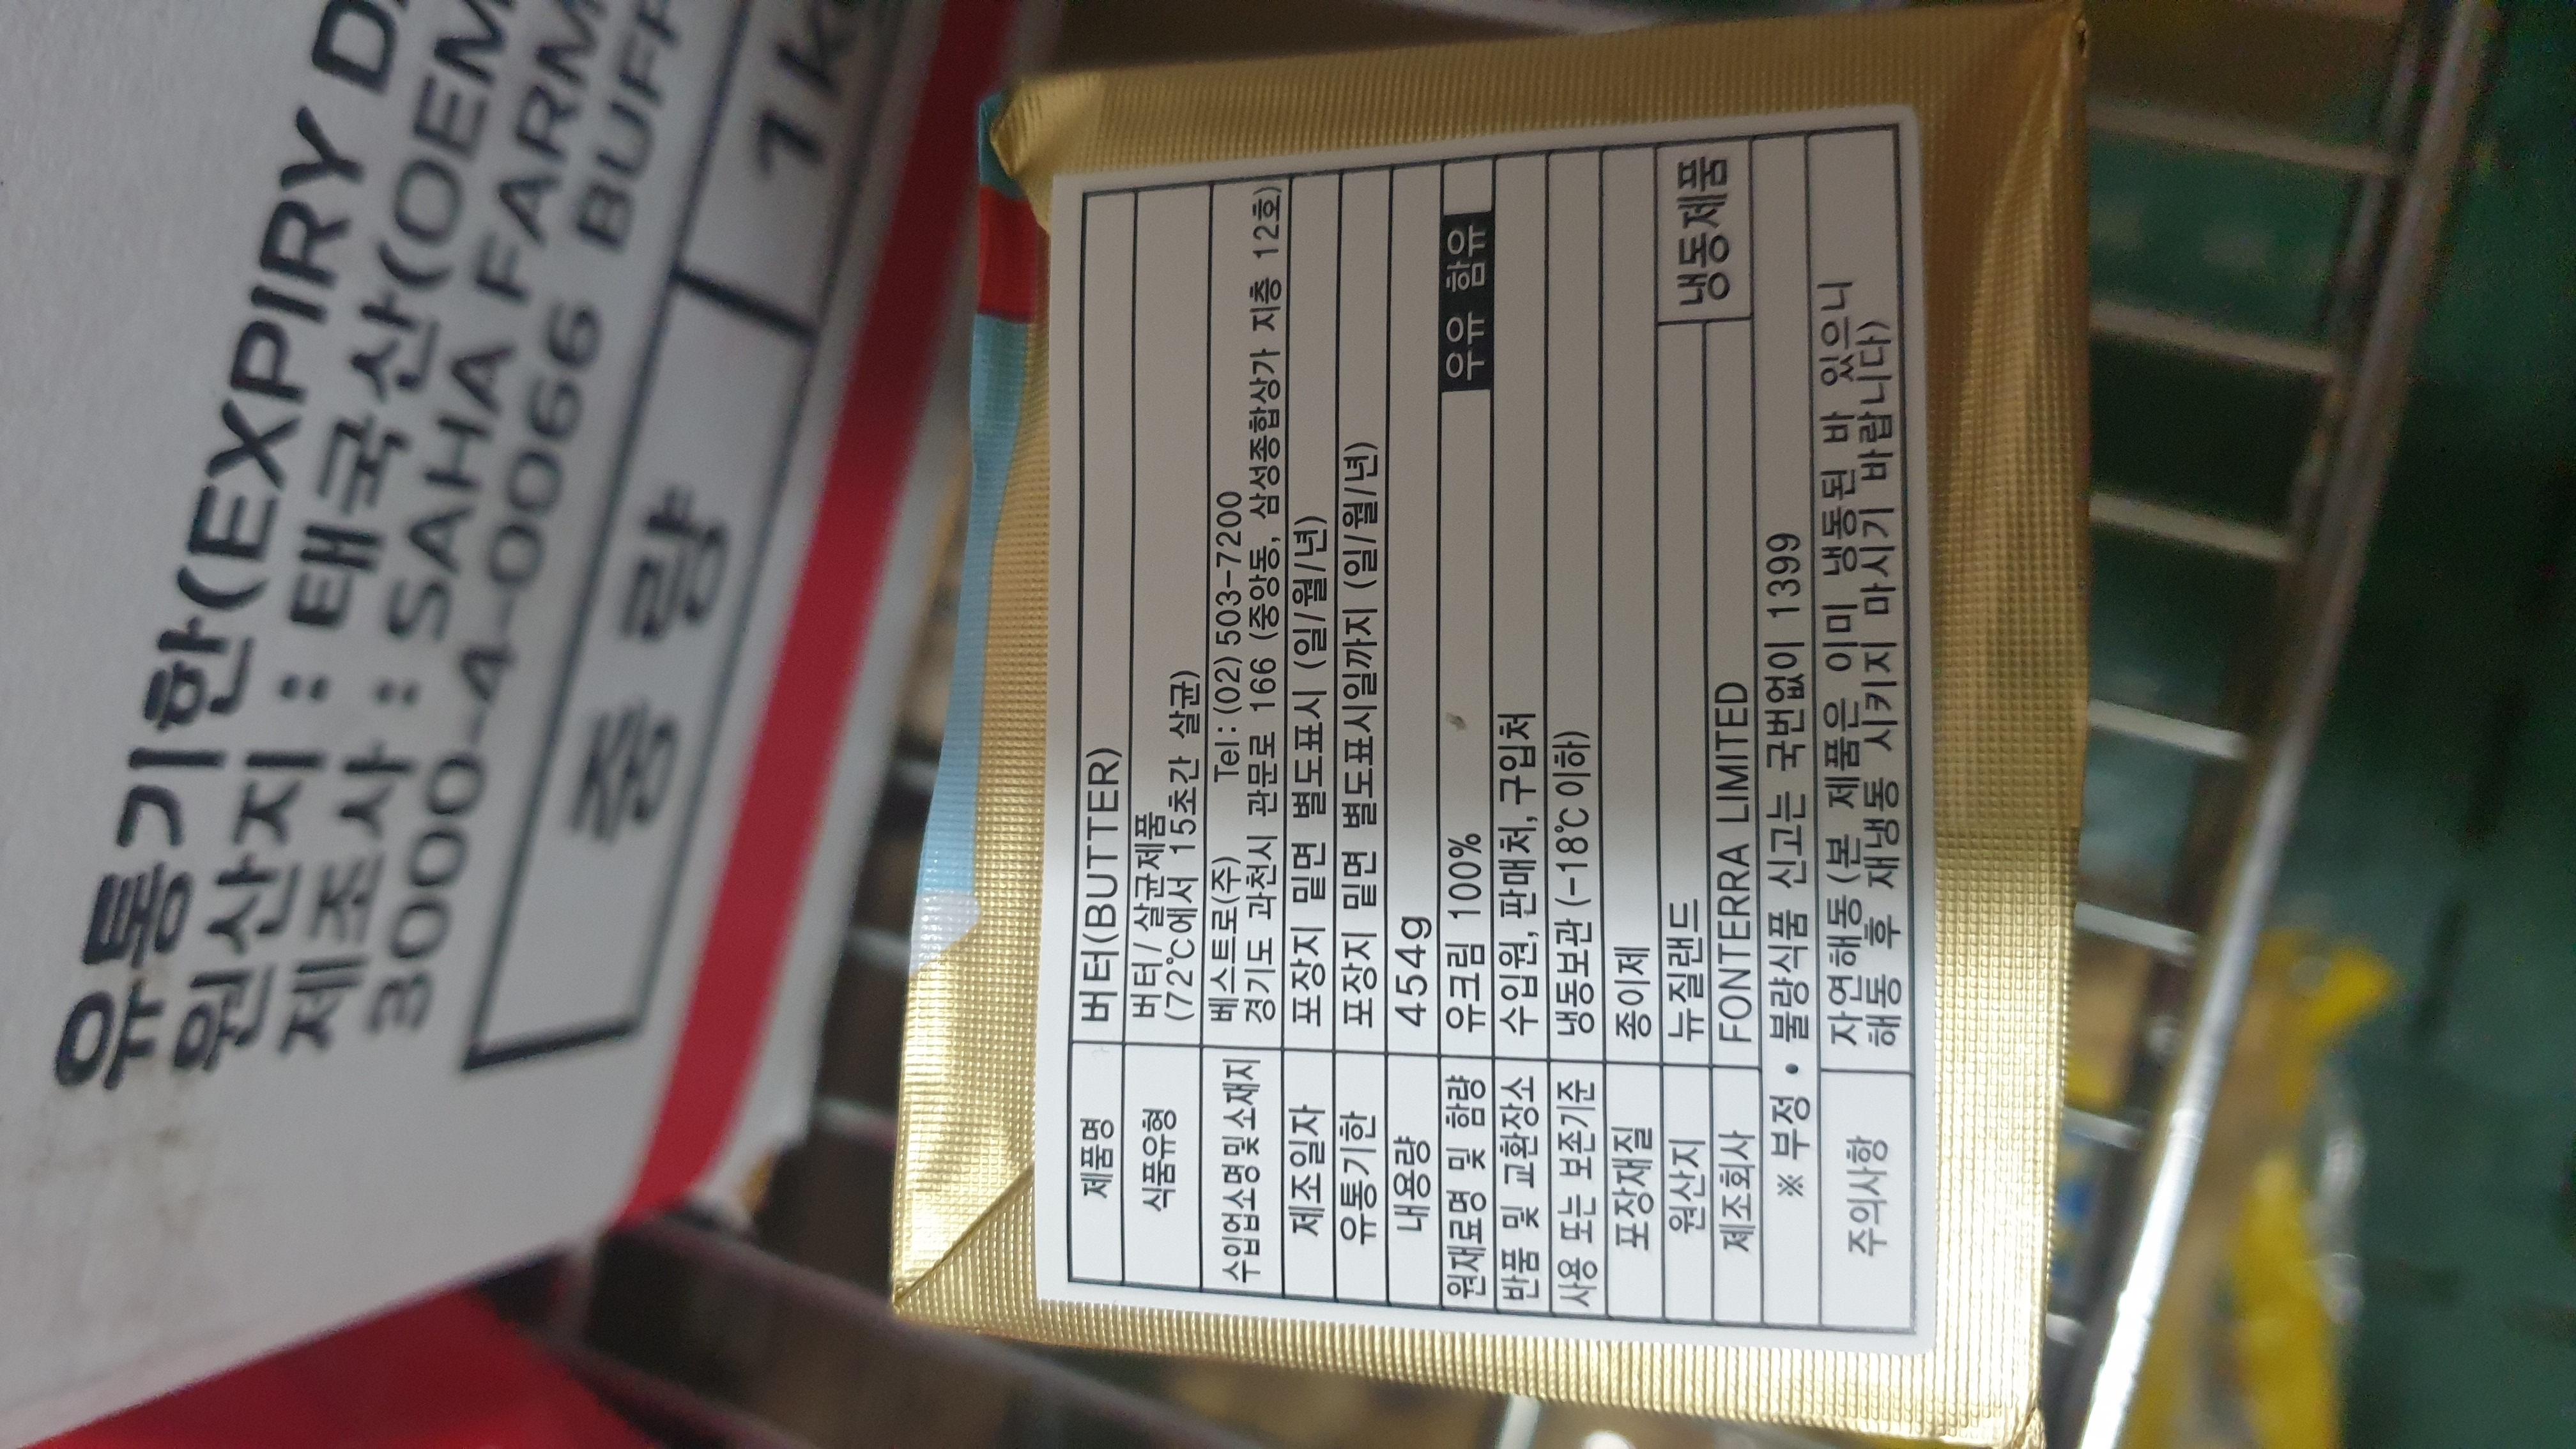 유통기한(EXPIRY
원산지 : 태국산(OEM
제조사 : SAHA FARM
3000-4-0066 BUFF
중 량
제품명 버터(BUTTER)
식품유형 버터/살균제품
(72℃에서 15초간 살균)
수입업소명및소재지 베스트로(주) Tel: (02)503-7200
경기도 과천시 관문로 166 (중앙동, 삼성종합상가 지층 12호)
제조일자 포장지 밑면 별도표시 (일/월/년)
유통기한 포장지 밑면 별도표시일까지 (일/월/년)
내용량 454g
원재료명 및 함량 유크림 100% 우유 함유
반품 및 교환장소 수입원, 판매처, 구입처
사용 또는 보존기준 냉동보관 (-18℃이하)
포장재질 종이제
원산지 뉴질랜드 냉동제품
제조회사 FONTERRA LIMITED
※ 부정 • 불량식품 신고는 국번없이 1399
주의사항 자연해동 (본 제품은 이미 냉동된 바 있으니
해동 후 재냉동 시키지 마시기 바랍니다)